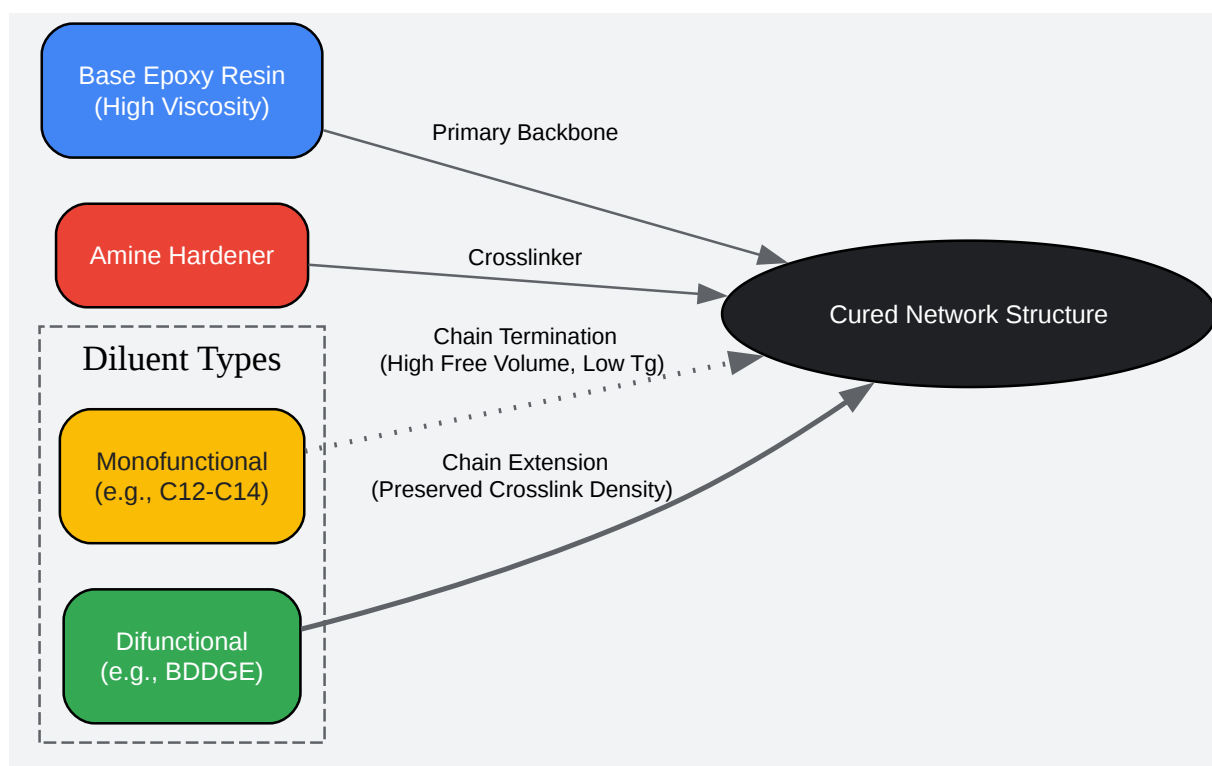 Base Epoxy Resin
(High Viscosity)
Primary Backbone
Amine Hardener
Crosslinker
Cured Network Structure
Chain Termination
(High Free Volume, Low Tg)
Diluent Types
Monofunctional
(e.g., C12-C14)
Chain Extension
(Preserved Crosslink Density)
Difunctional
(e.g., BDDGE)